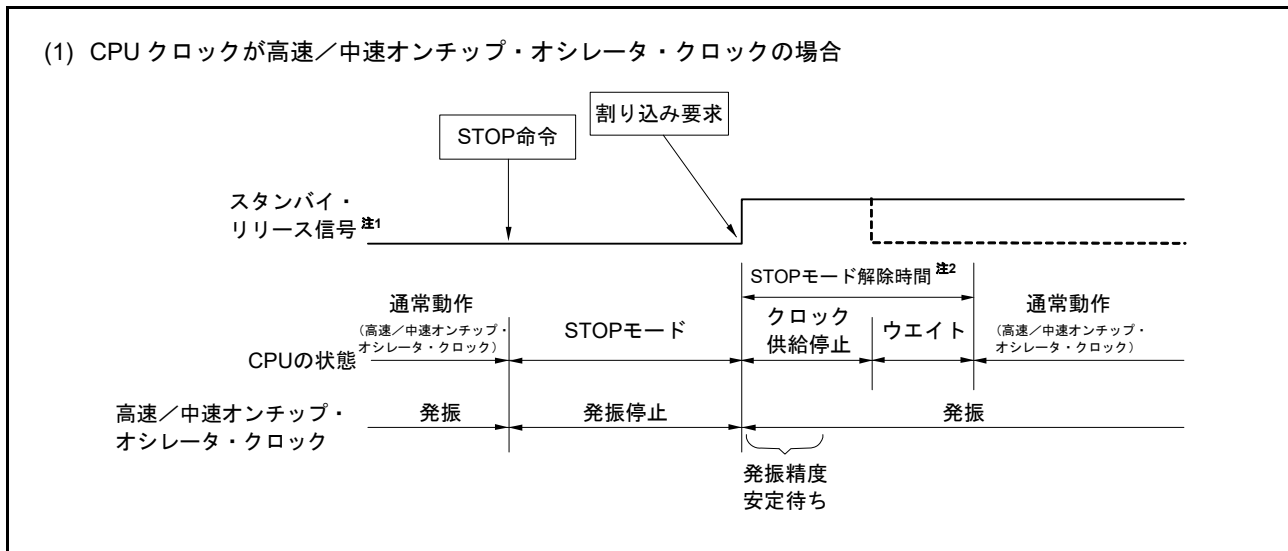 (1) CPU クロックが高速／中速オンチップ・オシレータ・クロックの場合
割り込み要求
STOP命令
スタンバイ・
リリース信号 注1
STOPモード解除時間 注2
通常動作
（高速／中速オンチップ・
オシレータ・クロック）
STOPモード
クロック
供給停止
ウエイト
通常動作
（高速／中速オンチップ・
オシレータ・クロック）
CPUの状態
高速／中速オンチップ・
オシレータ・クロック
発振
発振停止
発振
発振精度
安定待ち